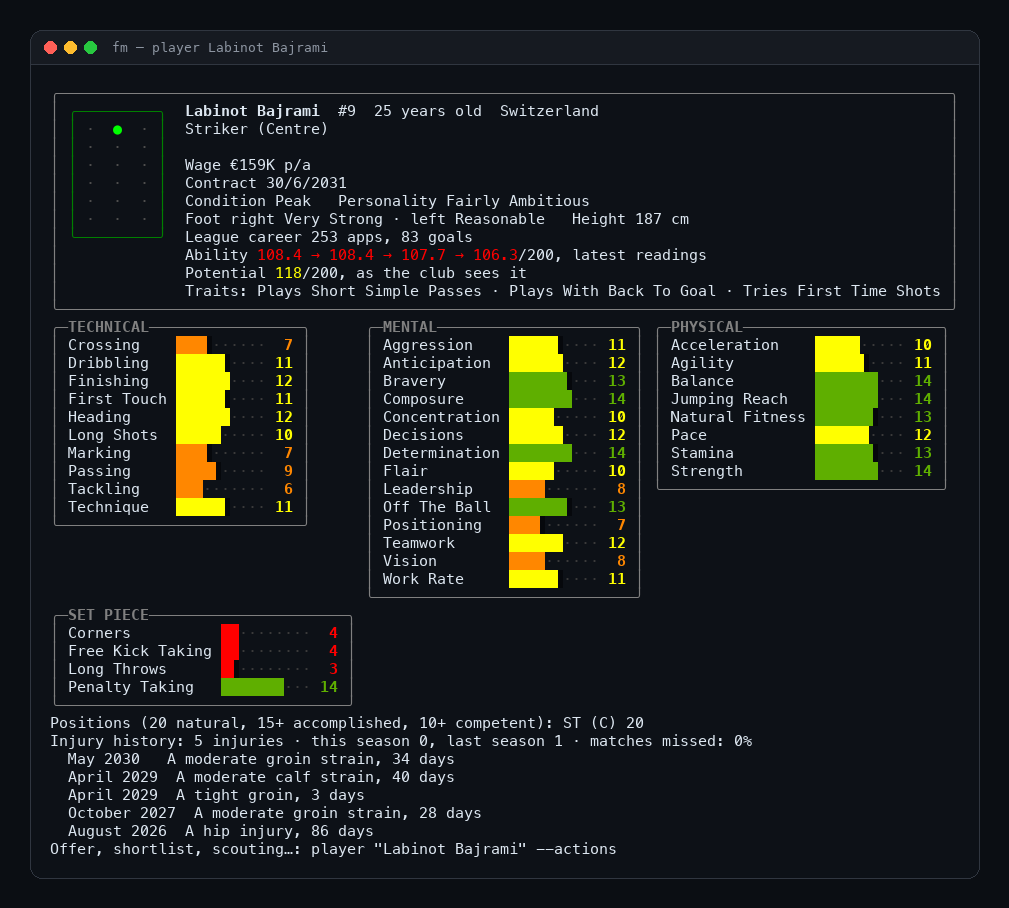 fm — player Labinot Bajrami
Labinot Bajrami  #9  25 years old  Switzerland
Striker (Centre)
Wage €159K p/a
Contract 30/6/2031
Condition Peak   Personality Fairly Ambitious
Foot right Very Strong · left Reasonable   Height 187 cm
League career 253 apps, 83 goals
Ability 108.4 → 108.4 → 107.7 → 106.3/200, latest readings
Potential 118/200, as the club sees it
Traits: Plays Short Simple Passes · Plays With Back To Goal · Tries First Time Shots
TECHNICAL
Crossing 7
Dribbling 11
Finishing 12
First Touch 11
Heading 12
Long Shots 10
Marking 7
Passing 9
Tackling 6
Technique 11
MENTAL
Aggression 11
Anticipation 12
Bravery 13
Composure 14
Concentration 10
Decisions 12
Determination 14
Flair 10
Leadership 8
Off The Ball 13
Positioning 7
Teamwork 12
Vision 8
Work Rate 11
PHYSICAL
Acceleration 10
Agility 11
Balance 14
Jumping Reach 14
Natural Fitness 13
Pace 12
Stamina 13
Strength 14
SET PIECE
Corners 4
Free Kick Taking 4
Long Throws 3
Penalty Taking 14
Positions (20 natural, 15+ accomplished, 10+ competent): ST (C) 20
Injury history: 5 injuries · this season 0, last season 1 · matches missed: 0%
May 2030   A moderate groin strain, 34 days
April 2029  A moderate calf strain, 40 days
April 2029  A tight groin, 3 days
October 2027  A moderate groin strain, 28 days
August 2026  A hip injury, 86 days
Offer, shortlist, scouting…: player "Labinot Bajrami" --actions